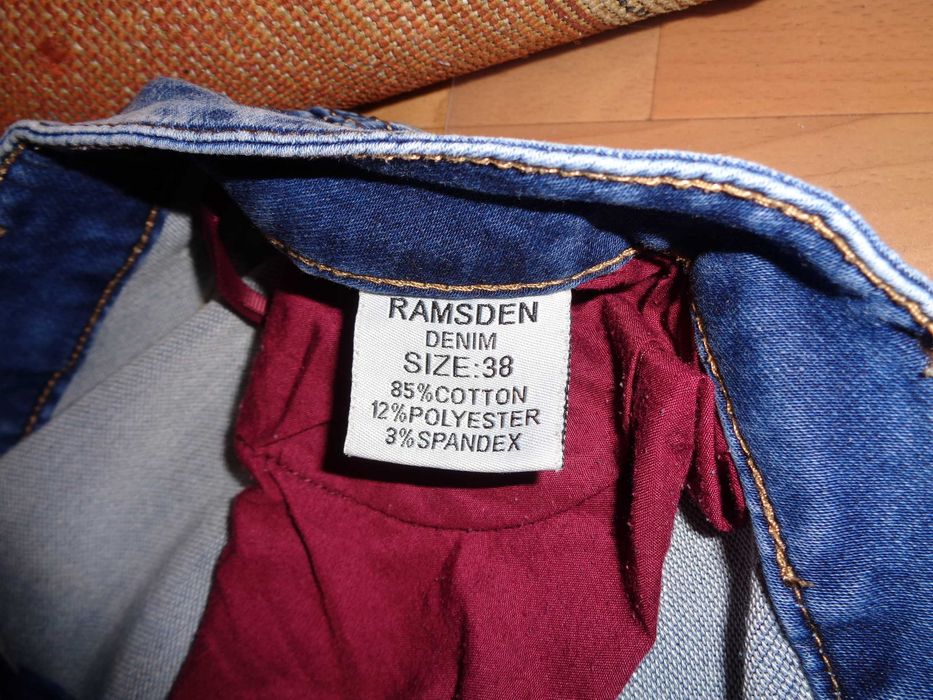 RAMSDEN
DENIM
SIZE:38
85%COTTON
12%POLYESTER
3%SPANDEX